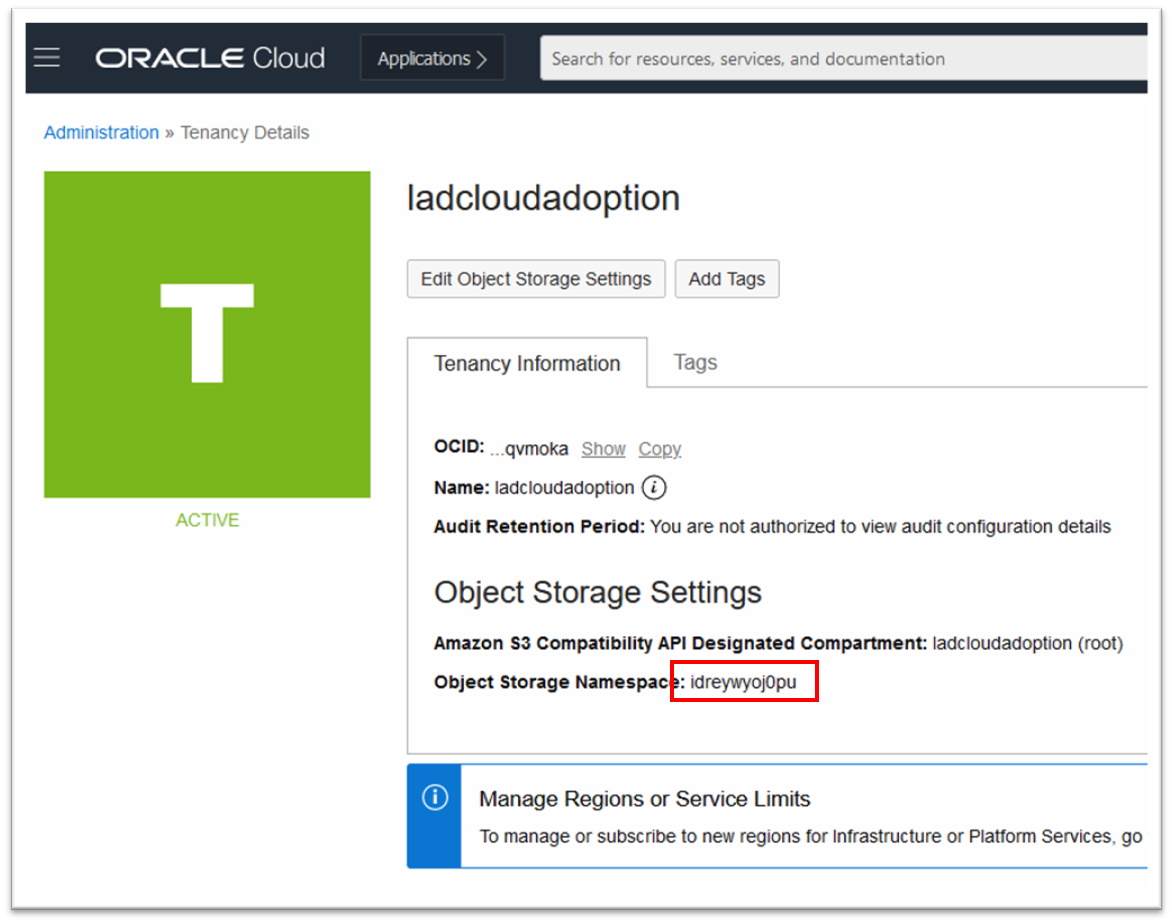 ORACLE Cloud Applications Search for resources, services, and documentation
Administration » Tenancy Details
T
ACTIVE
ladcloudadoption
Edit Object Storage Settings Add Tags
Tenancy Information Tags
OCID: ...qvmoka Show Copy
Name: ladcloudadoption
Audit Retention Period: You are not authorized to view audit configuration details
Object Storage Settings
Amazon S3 Compatibility API Designated Compartment: ladcloudadoption (root)
Object Storage Namespace: idreywyoj0pu
Manage Regions or Service Limits
To manage or subscribe to new regions for Infrastructure or Platform Services, go